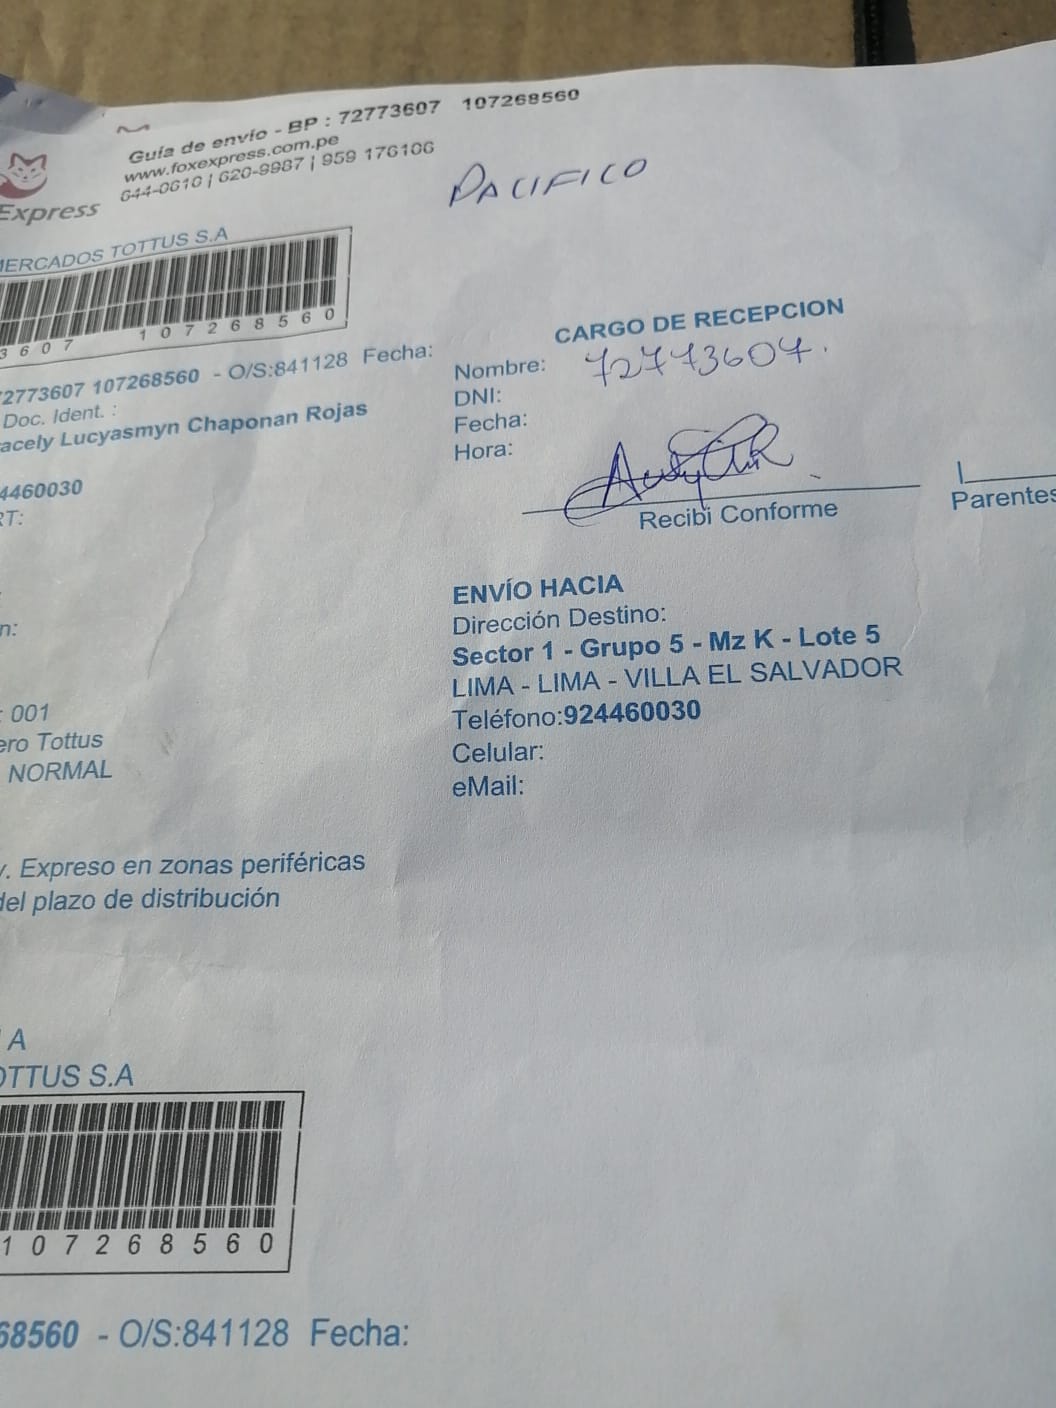 Guía de envío - BP : 72773607 107268560
www.foxexpress.com.pe
644-0610 | 620-9987 | 959 176106
Express
PACIFICO
MERCADOS TOTTUS S.A
3607 107268560
72773607 107268560 - O/S:841128 Fecha:
Doc. Ident. :
acely Lucyasmyn Chaponan Rojas
4460030
RT:
n:
: 001
ero Tottus
NORMAL
v. Expreso en zonas periféricas
del plazo de distribución
CARGO DE RECEPCION
Nombre: 72773607.
DNI:
Fecha:
Hora:
Recibi Conforme
Parentes
ENVÍO HACIA
Dirección Destino:
Sector 1 - Grupo 5 - Mz K - Lote 5
LIMA - LIMA - VILLA EL SALVADOR
Teléfono:924460030
Celular:
eMail:
A
OTTUS S.A
107268560
68560 - O/S:841128 Fecha: